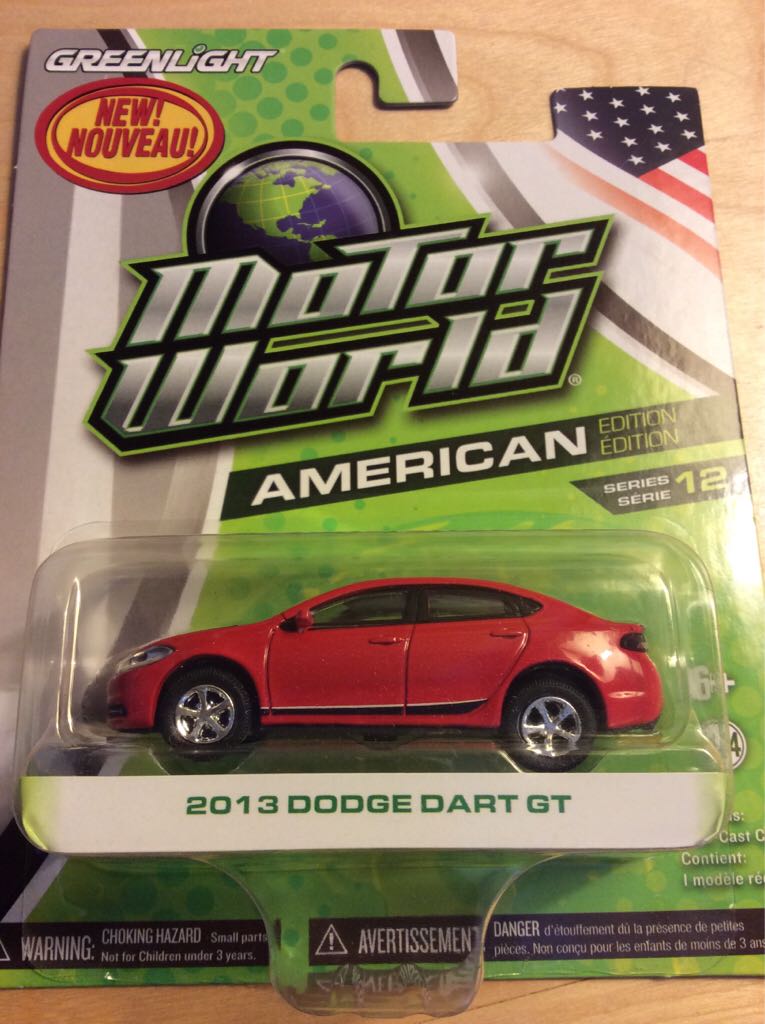 GREENLiGHT
NEW!
NOUVEAU!
MoTor
World®
AMERICAN
EDITION
ÉDITION
SERIES 12
SÉRIE
2013 DODGE DART GT
Cast C
Contient:
1 modèle
WARNING: CHOKING HAZARD Small parts
Not for Children under 3 years.
AVERTISSEMEN
DANGER d'étouffement dû la présence de petites
pièces. Non conçu pour les enfants de moins de 3 ans